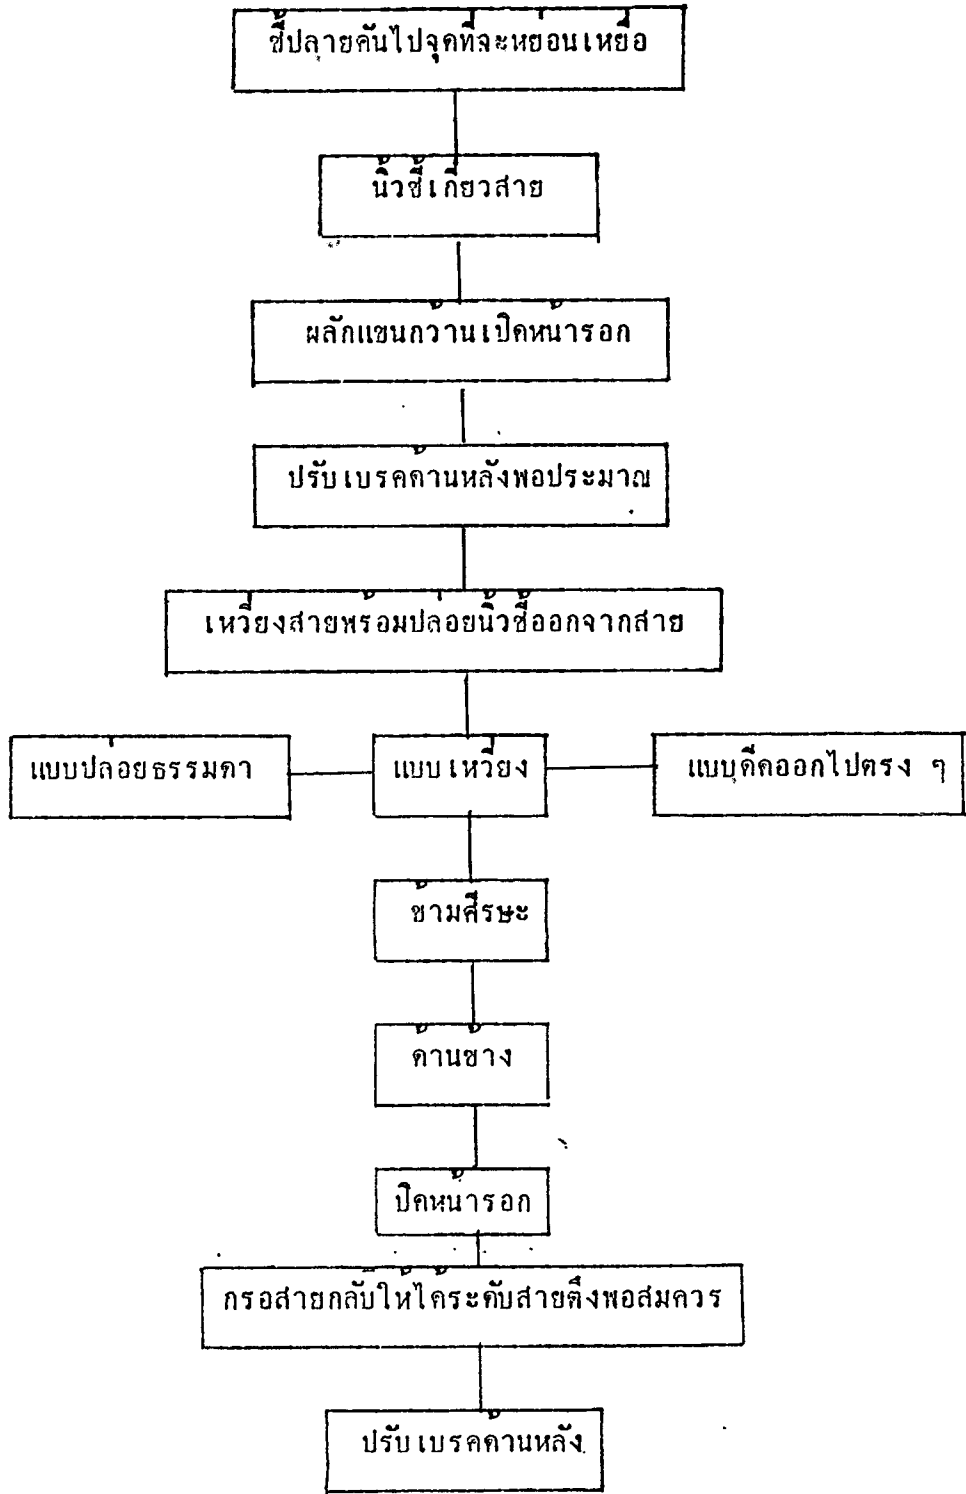 ชี้ปลายคันไปจุดที่จะหย่อนเหยื่อ
นิ้วชี้เกี่ยวสาย
ผลักแขนกว้านเปิดหน้ารอก
ปรับเบรคด้านหลังพอประมาณ
เหวี่ยงสายพร้อมปล่อยนิ้วชี้ออกจากสาย
แบบปล่อยธรรมดา แบบเหวี่ยง แบบดีดออกไปตรง ๆ
ข้ามศีรษะ
ด้านข้าง
ปิดหน้ารอก
กรอสายกลับให้ได้ระดับสายตึงพอสมควร
ปรับเบรคด้านหลัง